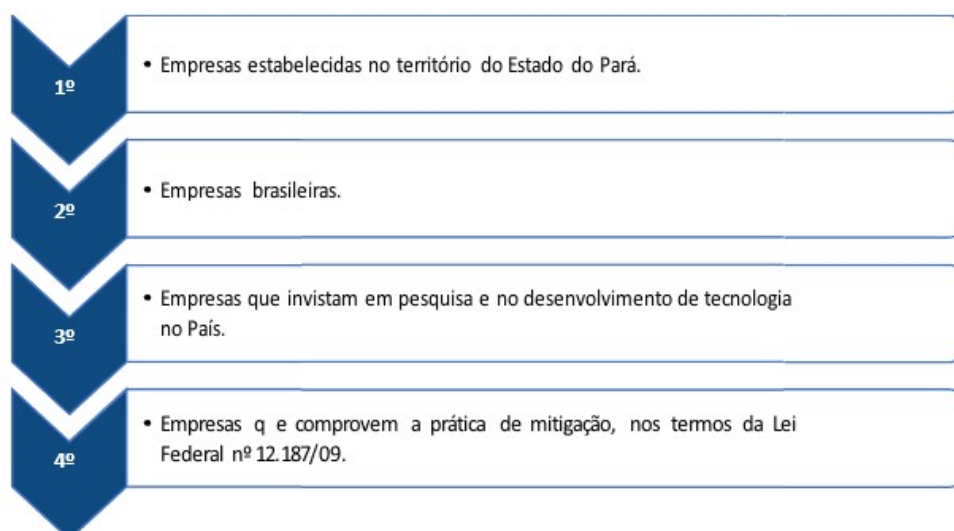 1º
• Empresas estabelecidas no território do Estado do Pará.
2º
• Empresas brasileiras.
3º
• Empresas que invistam em pesquisa e no desenvolvimento de tecnologia
no País.
4º
• Empresas q e comprovem a prática de mitigação, nos termos da Lei
Federal nº 12.187/09.